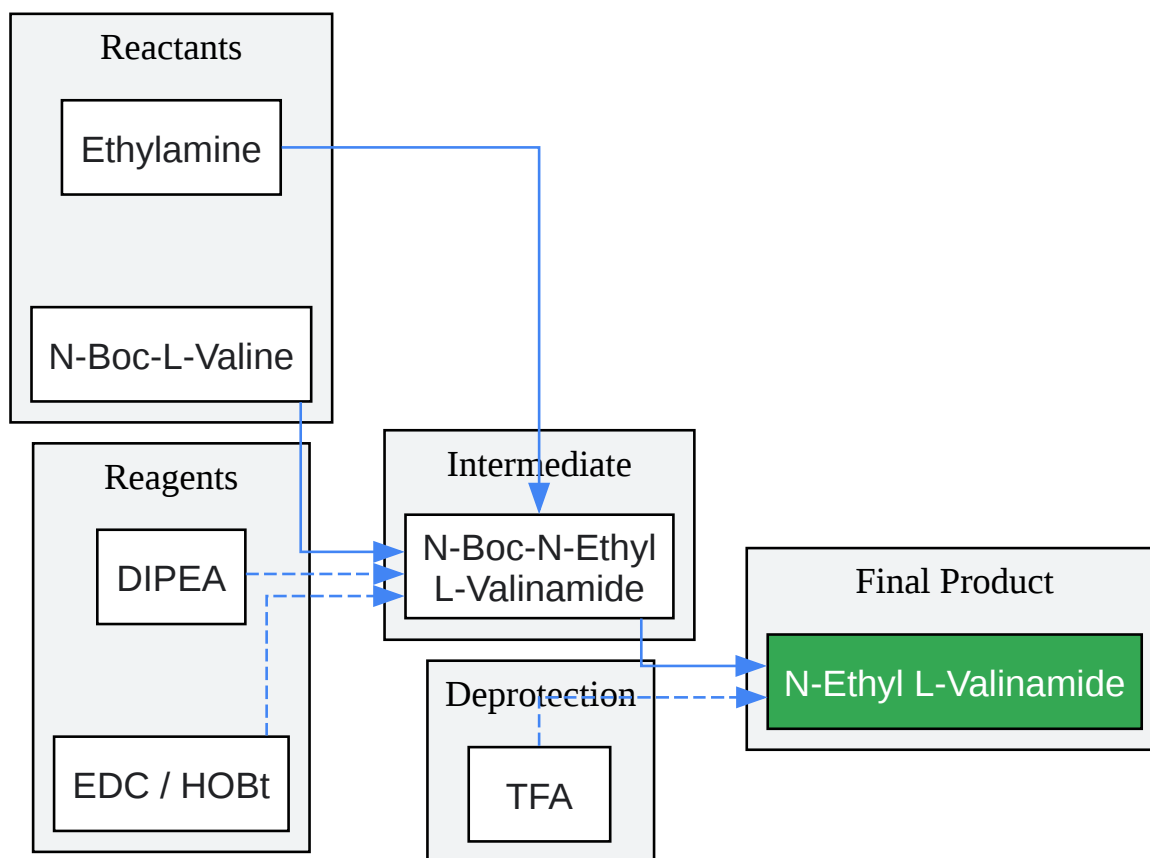 Reactants
Ethylamine
N-Boc-L-Valine
Reagents
DIPEA
EDC / HOBt
Intermediate
N-Boc-N-Ethyl
L-Valinamide
Deprotection
TFA
Final Product
N-Ethyl L-Valinamide